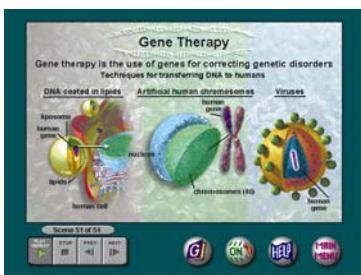 Gene Therapy
Gene therapy is the use of genes for correcting genetic disorders
Techniques for transferring DNA to humans
DNA coated in lipids
Artificial human chromosomes
Viruses
liposome
human gene
lipids
human cell
nucleus
human gene
chromosomes (46)
human gene
Scene 51 of 54
PLAY
STOP
PREV
NEXT
G
ON
HELP
MAIN MENU